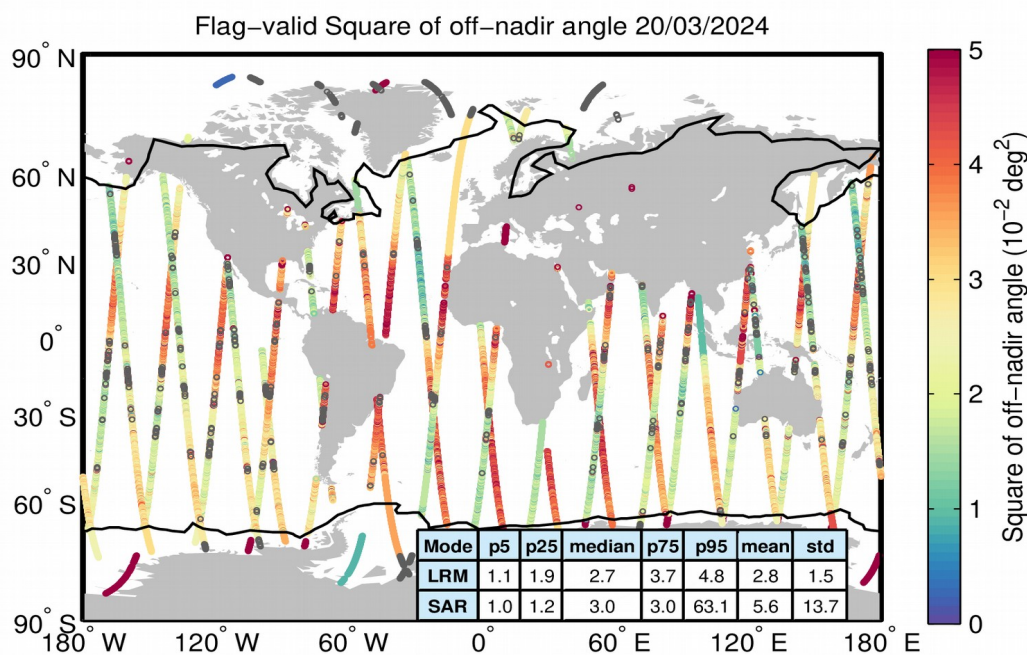 Flag-valid Square of off-nadir angle 20/03/2024
90° N
60° N
30° N
0°
30° S
60° S
90° S
180° W
120° W
60° W
0°
60° E
120° E
180° E
Mode p5 p25 median p75 p95 mean std
LRM 1.1 1.9 2.7 3.7 4.8 2.8 1.5
SAR 1.0 1.2 3.0 3.0 63.1 5.6 13.7
5
4
3
2
1
0
Square of off-nadir angle (10⁻² deg²)